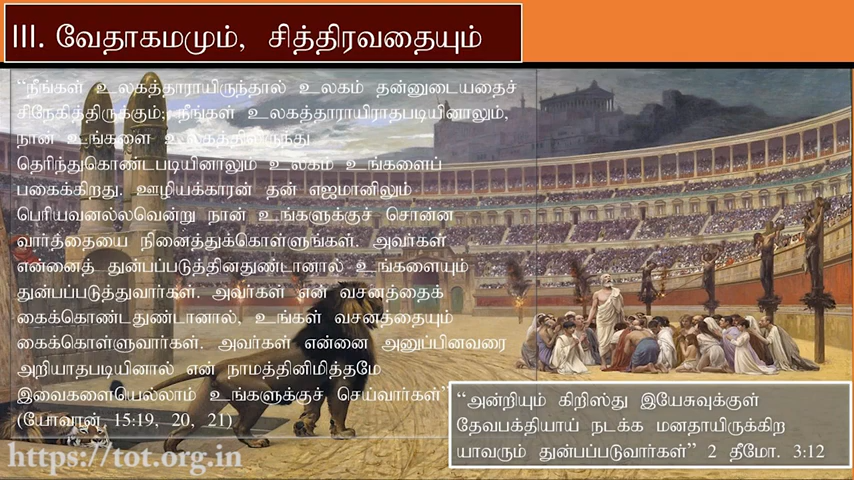 III. வேதாகமமும், சித்திரவதையும்
“நீங்கள் உலகத்தாராயிருந்தால் உலகம் தன்னுடையதைச்
சிநேகித்திருக்கும்; நீங்கள் உலகத்தாராயிராதபடியினாலும்,
நான் உங்களை உலகத்திலிருந்து
தெரிந்துகொண்டபடியினாலும் உலகம் உங்களைப்
பகைக்கிறது. ஊழியக்காரன் தன் எஜமானிலும்
பெரியவனல்லவென்று நான் உங்களுக்குச் சொன்ன
வார்த்தையை நினைத்துக்கொள்ளுங்கள். அவர்கள்
என்னைத் துன்பப்படுத்தினதுண்டானால் உங்களையும்
துன்பப்படுத்துவார்கள். அவர்கள் என் வசனத்தைக்
கைக்கொண்டதுண்டானால், உங்கள் வசனத்தையும்
கைக்கொள்ளுவார்கள். அவர்கள் என்னை அனுப்பினவரை
அறியாதபடியினால் என் நாமத்தினிமித்தமே
இவைகளையெல்லாம் உங்களுக்குச் செய்வார்கள்”
(யோவான் 15:19, 20, 21)
“அன்றியும் கிறிஸ்து இயேசுவுக்குள்
தேவபக்தியாய் நடக்க மனதாயிருக்கிற
யாவரும் துன்பப்படுவார்கள்” 2 தீமோ. 3:12
https://tot.org.in